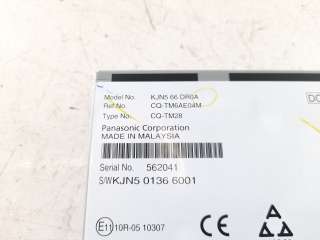 Model No. KJN5 66 DR0A
Ref No. CQ-TM6AE04M
Type No. CQ-TM28
DC
Panasonic Corporation
MADE IN MALAYSIA
Serial No. 562041
S/WKJN5 0136 6001
E11 10R-05 10307
CE